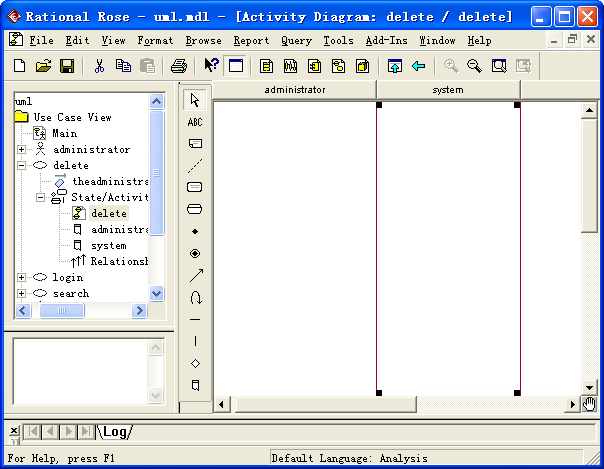 Rational Rose - uml.mdl - [Activity Diagram: delete / delete]
File Edit View Format Browse Report Query Tools Add-Ins Window Help
administrator system
uml
Use Case View
Main
administrator
delete
theadministra
State/Activit
delete
administra
system
Relationsh
login
search
ABC
Log
For Help, press F1
Default Language: Analysis